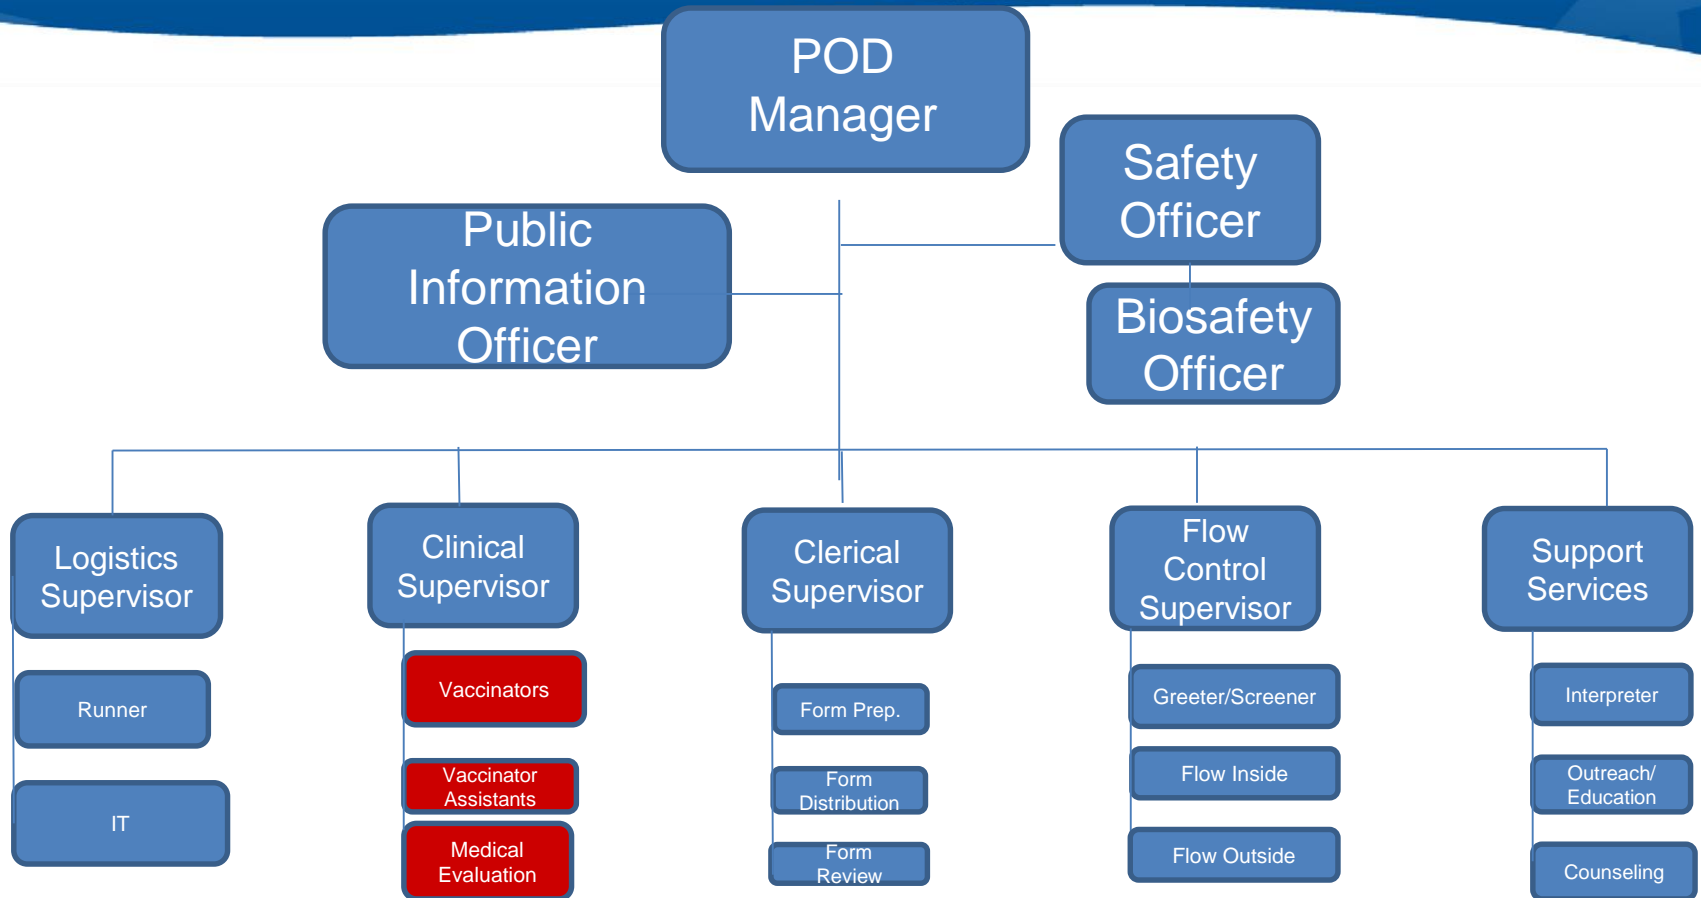 POD
Manager
Safety
Officer
Public
Information
Officer
Biosafety
Officer
Logistics
Supervisor
Clinical
Supervisor
Clerical
Supervisor
Flow
Control
Supervisor
Support
Services
Runner
IT
Vaccinators
Vaccinator
Assistants
Medical
Evaluation
Form Prep.
Form
Distribution
Form
Review
Greeter/Screener
Flow Inside
Flow Outside
Interpreter
Outreach/
Education
Counseling